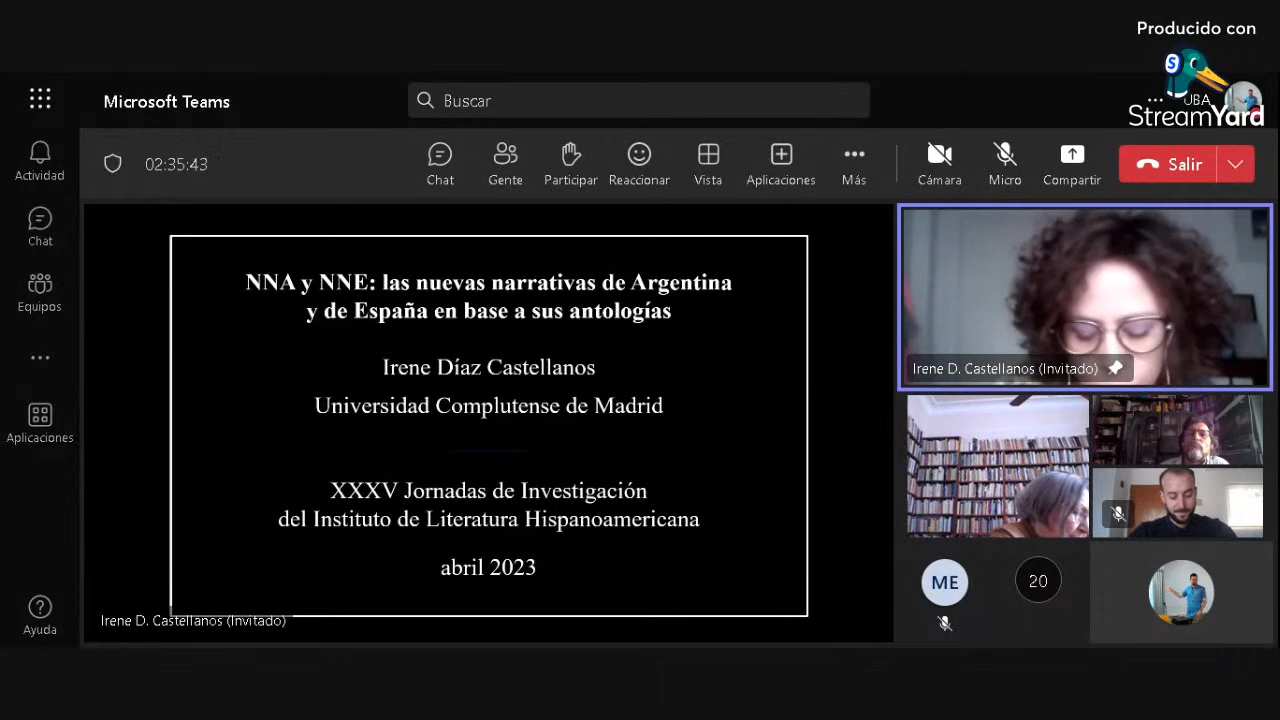 Producido con
StreamYard
UBA
Microsoft Teams
Buscar
Actividad
Chat
Equipos
Aplicaciones
Ayuda
02:35:43
Chat
Gente
Participar
Reaccionar
Vista
Aplicaciones
Más
Cámara
Micro
Compartir
Salir
NNA y NNE: las nuevas narrativas de Argentina
y de España en base a sus antologías
Irene Díaz Castellanos
Universidad Complutense de Madrid
XXXV Jornadas de Investigación
del Instituto de Literatura Hispanoamericana
abril 2023
Irene D. Castellanos (Invitado)
Irene D. Castellanos (Invitado)
ME
20